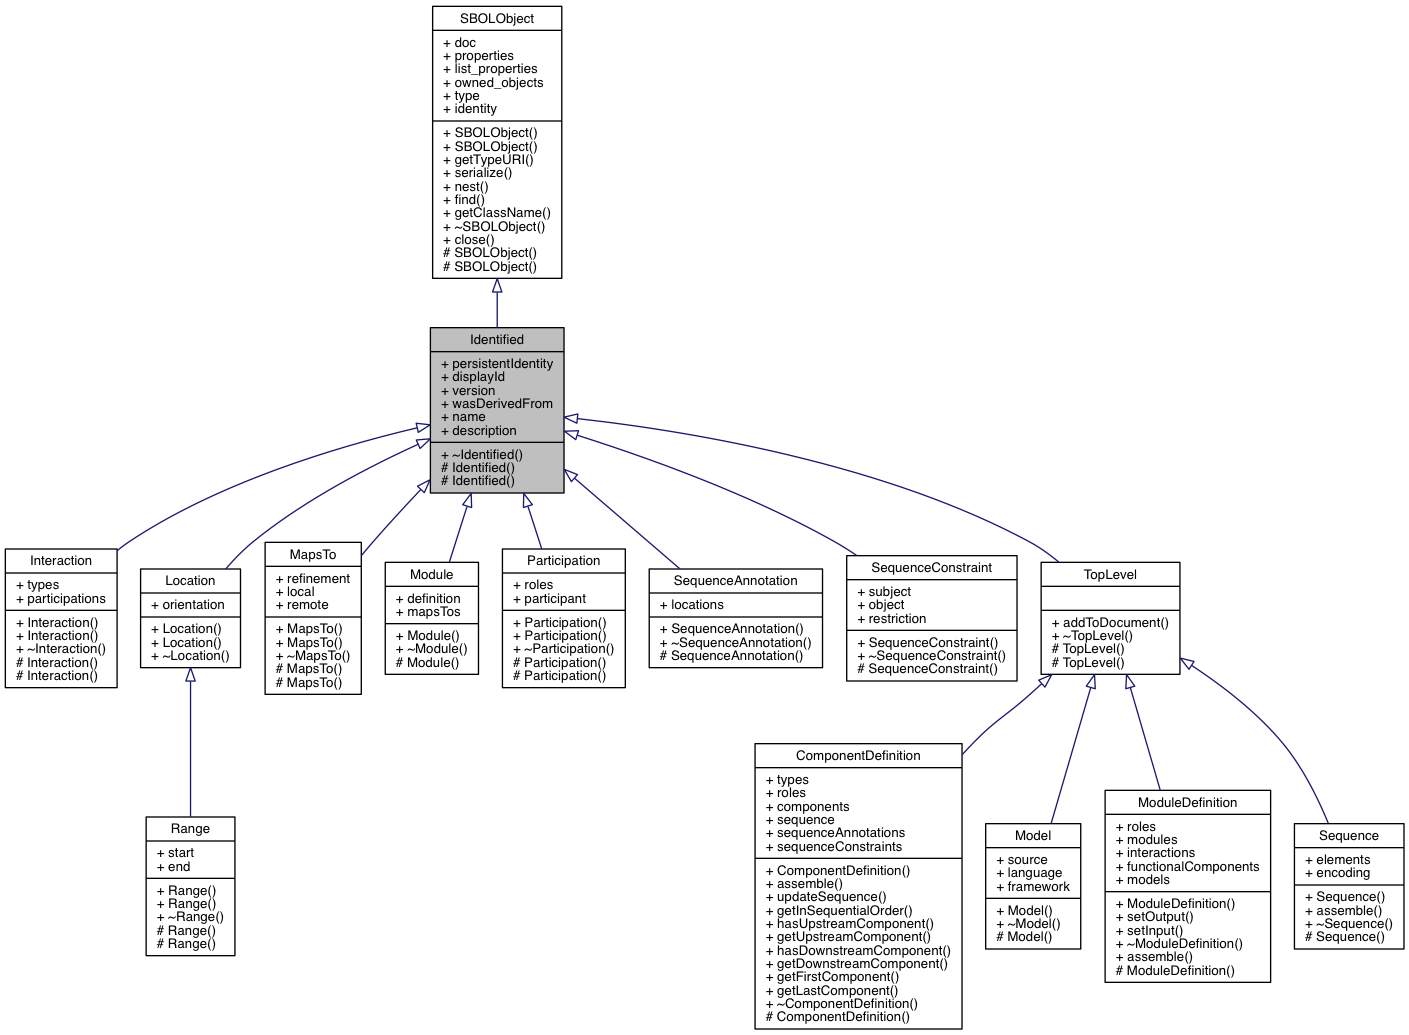 SBOLObject
+ doc
+ properties
+ list_properties
+ owned_objects
+ type
+ identity
+ SBOLObject()
+ SBOLObject()
+ getTypeURI()
+ serialize()
+ nest()
+ find()
+ getClassName()
+ ~SBOLObject()
+ close()
# SBOLObject()
# SBOLObject()
Identified
+ persistentIdentity
+ displayId
+ version
+ wasDerivedFrom
+ name
+ description
+ ~Identified()
# Identified()
# Identified()
Interaction
+ types
+ participations
+ Interaction()
+ Interaction()
+ ~Interaction()
# Interaction()
# Interaction()
Location
+ orientation
+ Location()
+ Location()
+ ~Location()
MapsTo
+ refinement
+ local
+ remote
+ MapsTo()
+ MapsTo()
+ ~MapsTo()
# MapsTo()
# MapsTo()
Module
+ definition
+ mapsTos
+ Module()
+ ~Module()
# Module()
Participation
+ roles
+ participant
+ Participation()
+ Participation()
+ ~Participation()
# Participation()
# Participation()
SequenceAnnotation
+ locations
+ SequenceAnnotation()
+ ~SequenceAnnotation()
# SequenceAnnotation()
SequenceConstraint
+ subject
+ object
+ restriction
+ SequenceConstraint()
+ ~SequenceConstraint()
# SequenceConstraint()
TopLevel
+ addToDocument()
+ ~TopLevel()
# TopLevel()
# TopLevel()
Range
+ start
+ end
+ Range()
+ Range()
+ ~Range()
# Range()
# Range()
ComponentDefinition
+ types
+ roles
+ components
+ sequence
+ sequenceAnnotations
+ sequenceConstraints
+ ComponentDefinition()
+ assemble()
+ updateSequence()
+ getInSequentialOrder()
+ hasUpstreamComponent()
+ getUpstreamComponent()
+ hasDownstreamComponent()
+ getDownstreamComponent()
+ getFirstComponent()
+ getLastComponent()
+ ~ComponentDefinition()
# ComponentDefinition()
Model
+ source
+ language
+ framework
+ Model()
+ ~Model()
# Model()
ModuleDefinition
+ roles
+ modules
+ interactions
+ functionalComponents
+ models
+ ModuleDefinition()
+ setOutput()
+ setInput()
+ ~ModuleDefinition()
+ assemble()
# ModuleDefinition()
Sequence
+ elements
+ encoding
+ Sequence()
+ assemble()
+ ~Sequence()
# Sequence()